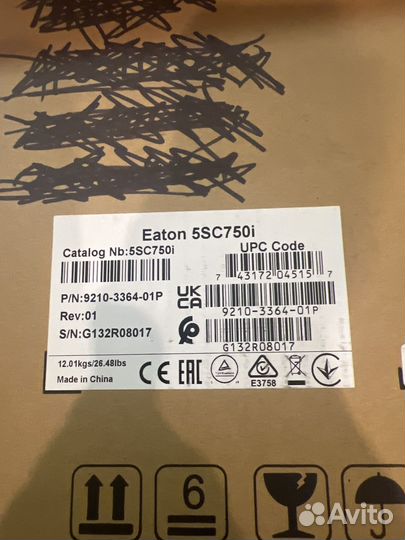 Eaton 5SC750i
Catalog Nb:5SC750i
UPC Code
7 43172 04515 7
P/N:9210-3364-01P
UK
CA
9210-3364-01P
Rev:01
S/N:G132R08017
G132R08017
12.01kgs/26.48lbs
Made in China
CE EAC E3758
6
Avito